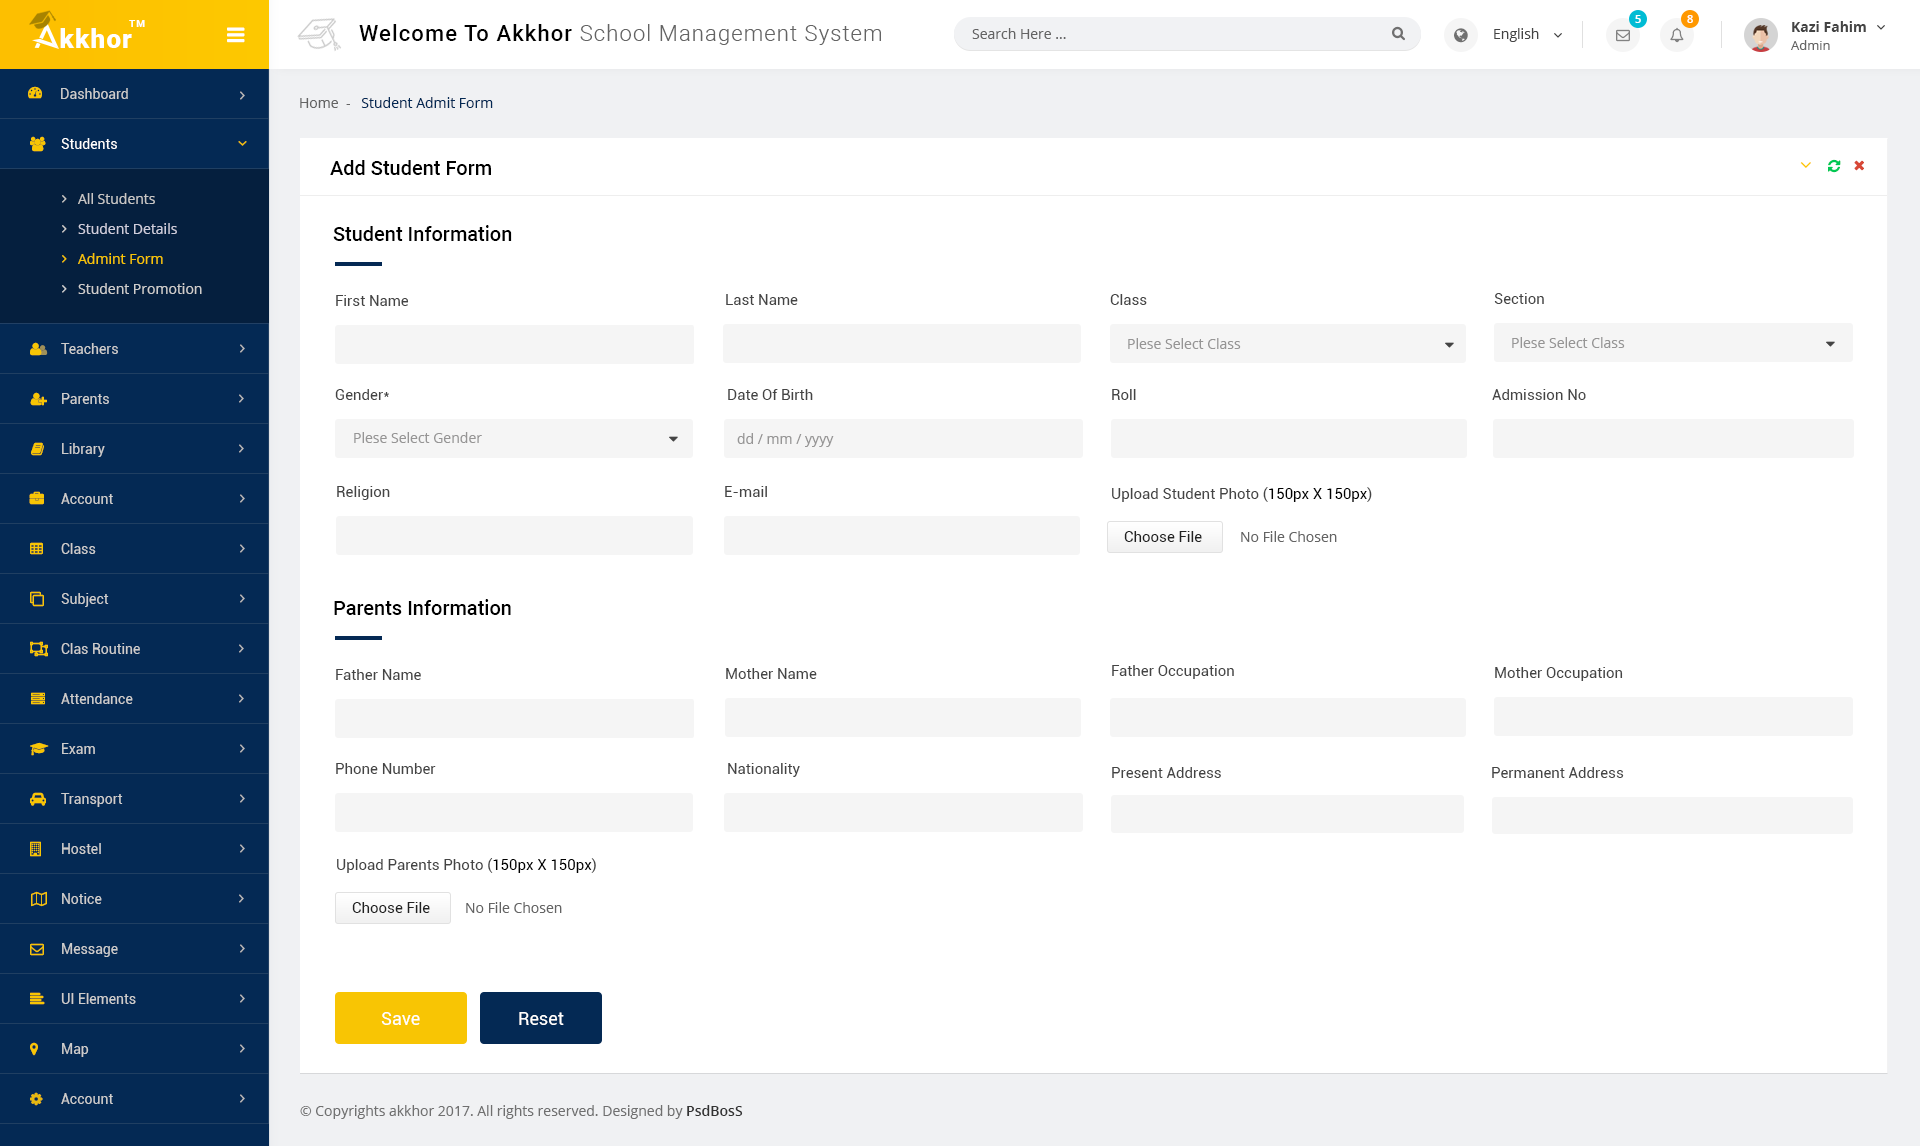 Akkhor TM
Welcome To Akkhor School Management System
Search Here ...
English
5
8
Kazi Fahim
Admin
Dashboard
Students
All Students
Student Details
Admint Form
Student Promotion
Teachers
Parents
Library
Account
Class
Subject
Clas Routine
Attendance
Exam
Transport
Hostel
Notice
Message
UI Elements
Map
Account
Home - Student Admit Form
Add Student Form
Student Information
First Name
Last Name
Class
Section
Plese Select Class
Plese Select Class
Gender*
Date Of Birth
Roll
Admission No
Plese Select Gender
dd / mm / yyyy
Religion
E-mail
Upload Student Photo (150px X 150px)
Choose File
No File Chosen
Parents Information
Father Name
Mother Name
Father Occupation
Mother Occupation
Phone Number
Nationality
Present Address
Permanent Address
Upload Parents Photo (150px X 150px)
Choose File
No File Chosen
Save
Reset
© Copyrights akkhor 2017. All rights reserved. Designed by PsdBosS